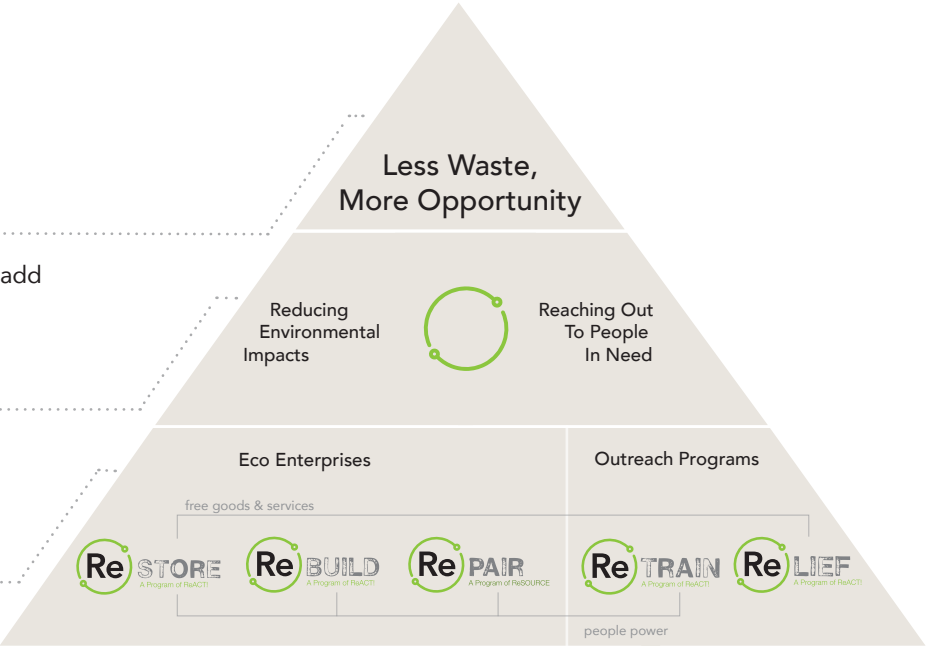 Less Waste,
More Opportunity
add
Reducing
Environmental
Impacts
Reaching Out
To People
In Need
Eco Enterprises
Outreach Programs
free goods & services
Re STORE
A Program of ReACT!
Re BUILD
A Program of ReACT!
Re PAIR
A Program of ReSOURCE
Re TRAIN
A Program of ReACT!
Re LIEF
A Program of ReACT!
people power